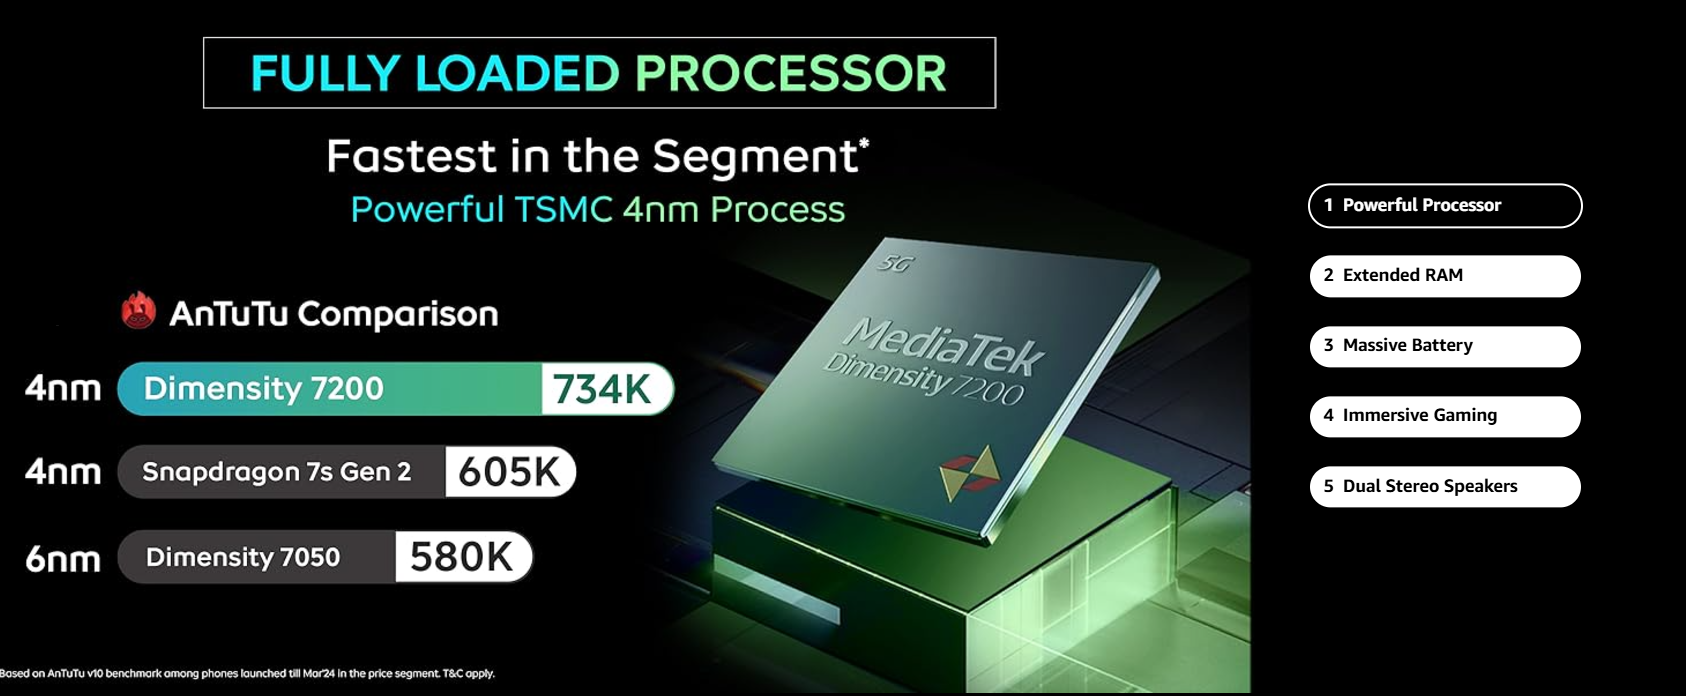 FULLY LOADED PROCESSOR
Fastest in the Segment*
Powerful TSMC 4nm Process
AnTuTu Comparison
4nm Dimensity 7200 734K
4nm Snapdragon 7s Gen 2 605K
6nm Dimensity 7050 580K
Based on AnTuTu v10 benchmark among phones launched till Mar'24 in the price segment. T&C apply.
5G
MediaTek
Dimensity 7200
1 Powerful Processor
2 Extended RAM
3 Massive Battery
4 Immersive Gaming
5 Dual Stereo Speakers